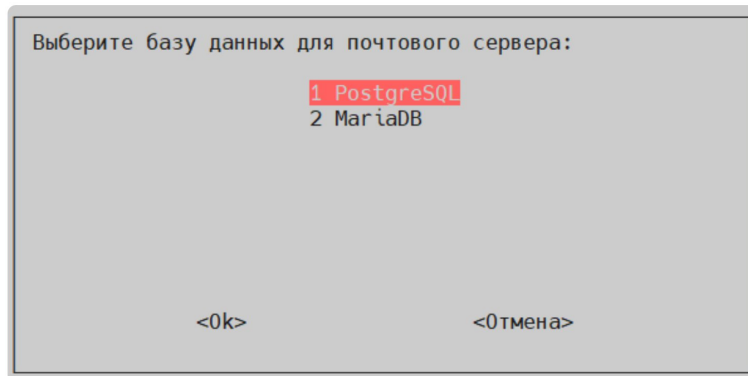 Выберите базу данных для почтового сервера:
1 PostgreSQL
2 MariaDB
<Ok> <Отмена>